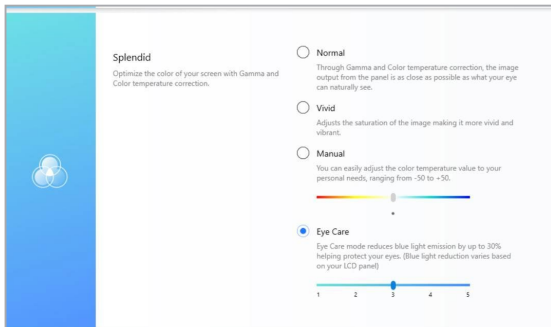 Splendid
Optimize the color of your screen with Gamma and
Color temperature correction.
Normal
Through Gamma and Color temperature correction, the image
output from the panel is as close as possible as what your eye
can naturally see.
Vivid
Adjusts the saturation of the image making it more vivid and
vibrant.
Manual
You can easily adjust the color temperature value to your
personal needs, ranging from -50 to +50.
Eye Care
Eye Care mode reduces blue light emission by up to 30%
helping protect your eyes. (Blue light reduction varies based
on your LCD panel)
1 2 3 4 5